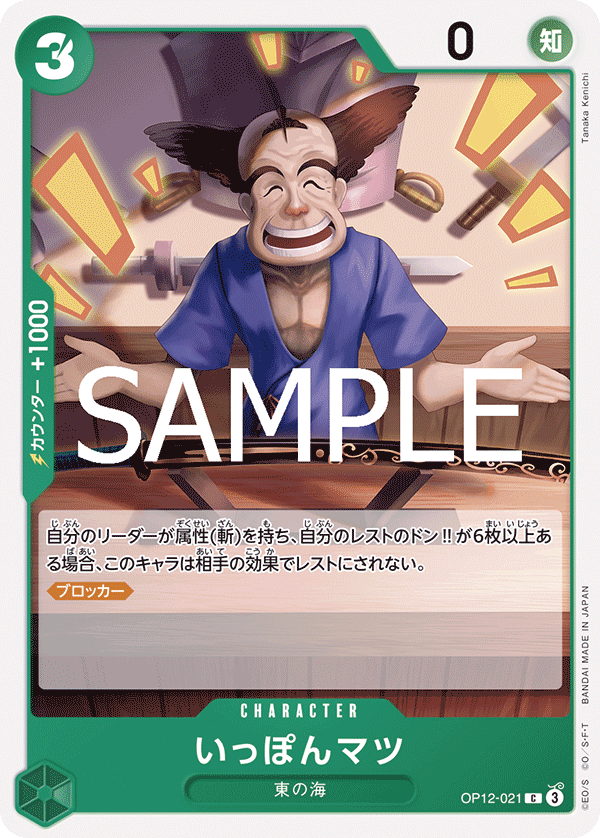 3
0
知
Tanaka Kenichi
カウンター +1000
SAMPLE
自分のリーダーが属性(斬)を持ち、自分のレストのドン!!が6枚以上あ
る場合、このキャラは相手の効果でレストにされない。
ブロッカー
CHARACTER
いっぽんマツ
東の海
OP12-021 C 3
©E.O/S ©O/S・F・T BANDAI MADE IN JAPAN